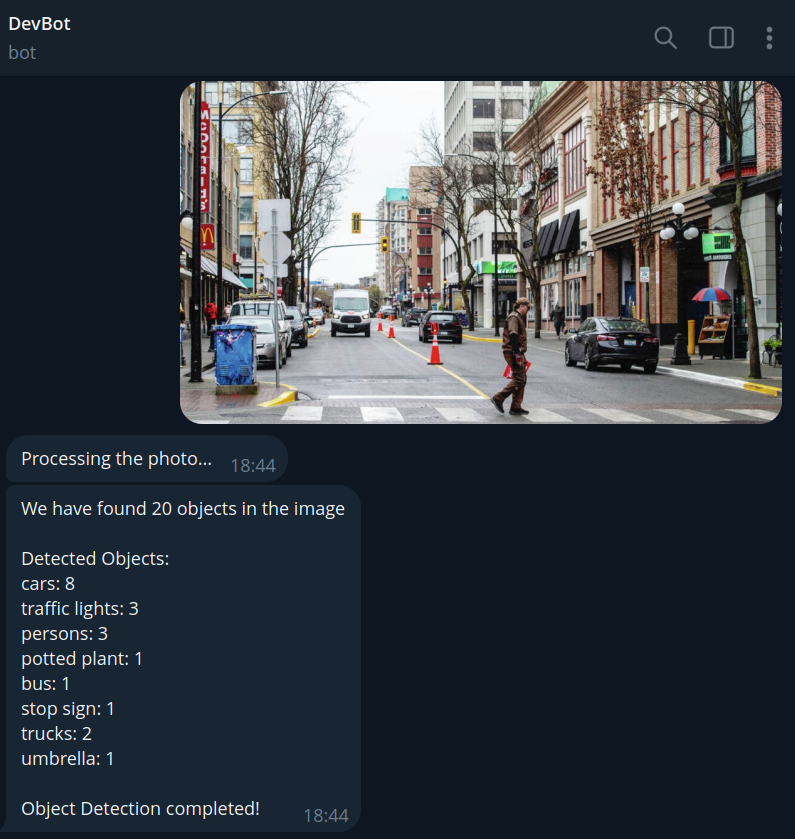 DevBot
bot
McDonald's
Processing the photo... 18:44
We have found 20 objects in the image
Detected Objects:
cars: 8
traffic lights: 3
persons: 3
potted plant: 1
bus: 1
stop sign: 1
trucks: 2
umbrella: 1
Object Detection completed! 18:44